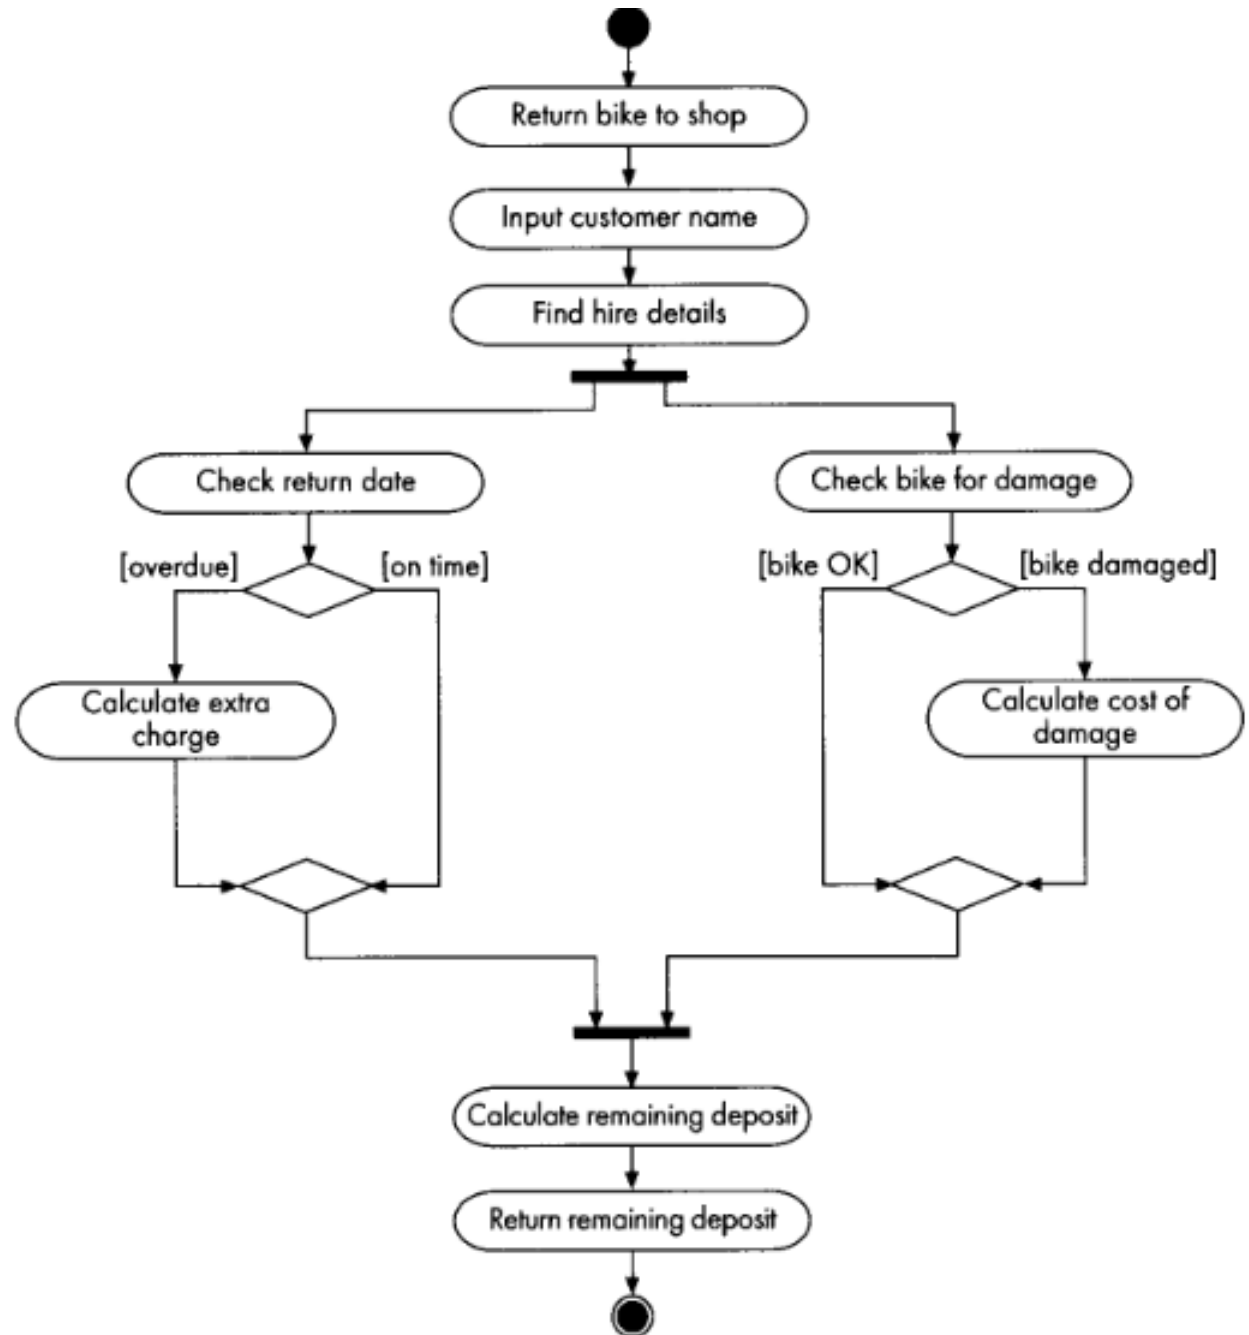 Return bike to shop
Input customer name
Find hire details
Check return date
Check bike for damage
[overdue]
[on time]
[bike OK]
[bike damaged]
Calculate extra
charge
Calculate cost of
damage
Calculate remaining deposit
Return remaining deposit